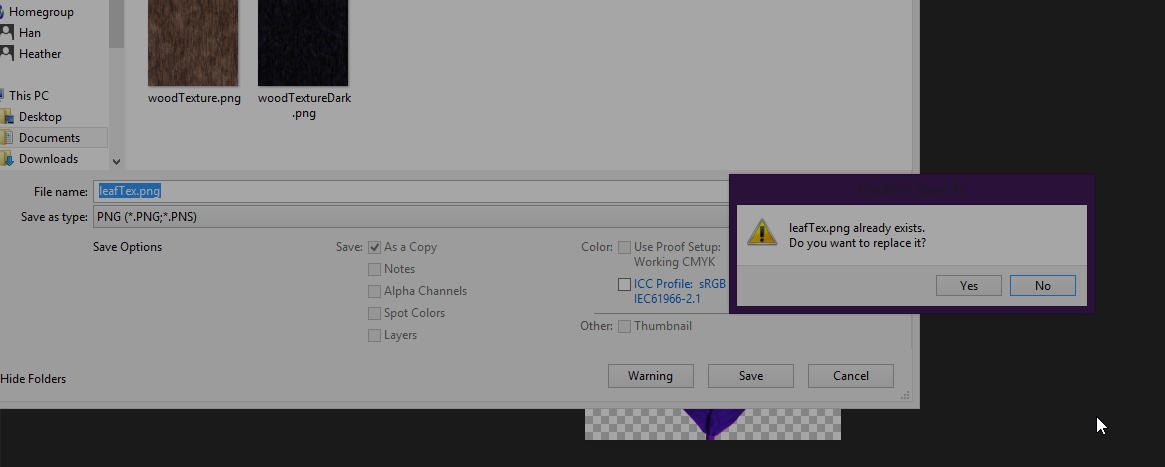 Homegroup
Han
Heather
This PC
Desktop
Documents
Downloads
woodTexture.png
woodTextureDark
.png
File name: leafTex.png
Save as type: PNG (*.PNG;*.PNS)
Save Options
Save: As a Copy
Notes
Alpha Channels
Spot Colors
Layers
Color: Use Proof Setup:
Working CMYK
ICC Profile: sRGB
IEC61966-2.1
Other: Thumbnail
leafTex.png already exists.
Do you want to replace it?
Yes
No
Hide Folders
Warning
Save
Cancel